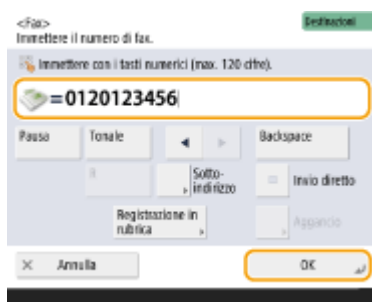 <Fax>
Destinazioni
Immettere il numero di fax.
Immettere con i tasti numerici (max. 120 cifre).
=0120123456
Pausa Tonale Backspace
R Sotto-indirizzo = Invio diretto
Registrazione in rubrica Aggancio
× Annulla OK